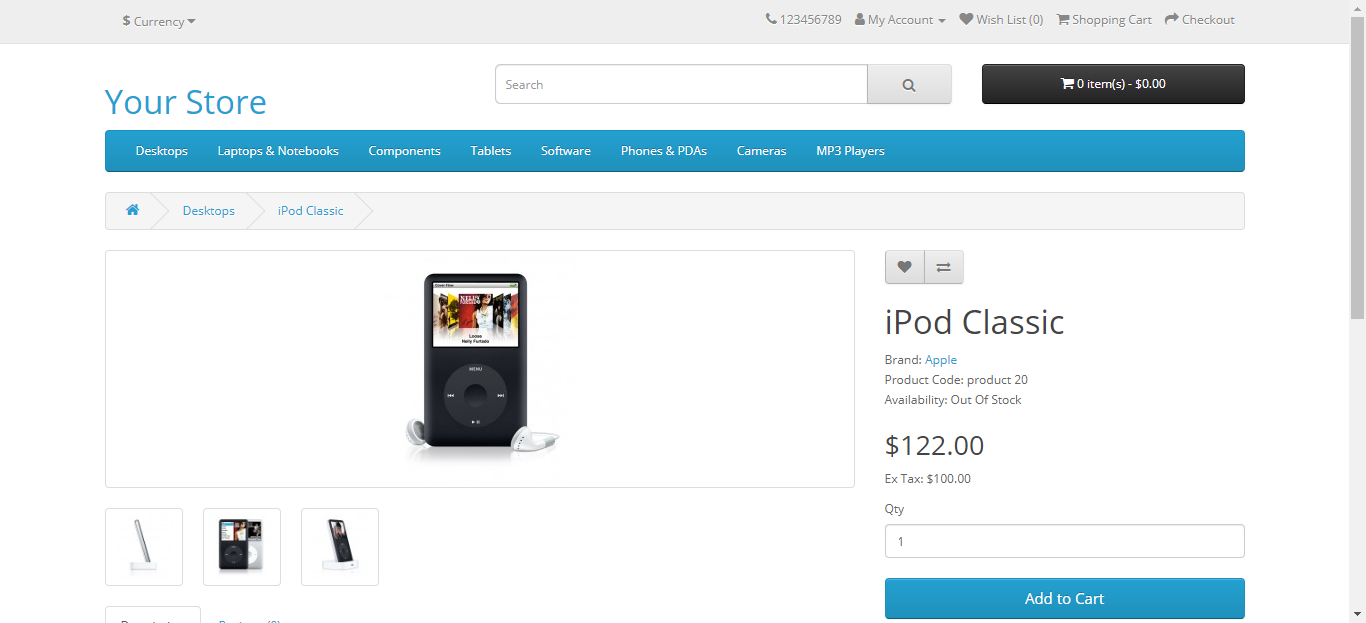 $ Currency
123456789 My Account Wish List (0) Shopping Cart Checkout
Your Store
Search
0 item(s) - $0.00
Desktops Laptops & Notebooks Components Tablets Software Phones & PDAs Cameras MP3 Players
Desktops iPod Classic
Cover Flow
Loose
Nelly Furtado
MENU
iPod Classic
Brand: Apple
Product Code: product 20
Availability: Out Of Stock
$122.00
Ex Tax: $100.00
Qty
1
Add to Cart